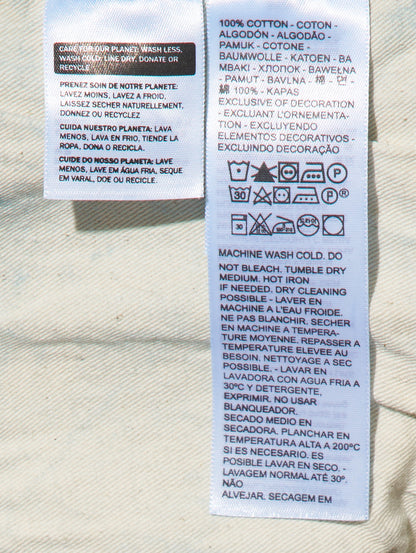 CARE FOR OUR PLANET: WASH LESS,
WASH COLD, LINE DRY, DONATE OR
RECYCLE
PRENEZ SOIN DE NOTRE PLANETE:
LAVEZ MOINS, LAVEZ A FROID,
LAISSEZ SECHER NATURELLEMENT,
DONNEZ OU RECYCLEZ
CUIDA NUESTRO PLANETA: LAVA
MENOS, LAVA EN FRIO, TIENDE LA
ROPA, DONA O RECICLA.
CUIDE DO NOSSO PLANETA: LAVE
MENOS, LAVE EM ÁGUA FRIA, SEQUE
EM VARAL, DOE OU RECICLE.
100% COTTON - COTON -
ALGODÓN - ALGODÃO -
PAMUK - COTONE -
BAUMWOLLE - KATOEN - BA
MBAKI - ХЛОПОК - BAWEŁNA
- PAMUT - BAVLNA - 棉 - 면
綿 100% - KAPAS
EXCLUSIVE OF DECORATION
- EXCLUANT L'ORNEMENTA-
TION - EXCLUYENDO
ELEMENTOS DECORATIVOS -
EXCLUINDO DECORAÇÃO
P
30 P®
30
MACHINE WASH COLD. DO
NOT BLEACH. TUMBLE DRY
MEDIUM. HOT IRON
IF NEEDED. DRY CLEANING
POSSIBLE - LAVER EN
MACHINE A L'EAU FROIDE.
NE PAS BLANCHIR. SECHER
EN MACHINE A TEMPERA-
TURE MOYENNE. REPASSER A
TEMPERATURE ELEVEE AU
BESOIN. NETTOYAGE A SEC
POSSIBLE. - LAVAR EN
LAVADORA CON AGUA FRIA A
30ºC Y DETERGENTE,
EXPRIMIR. NO USAR
BLANQUEADOR.
SECADO MEDIO EN
SECADORA. PLANCHAR EN
TEMPERATURA ALTA A 200ºC
SI ES NECESARIO. ES
POSIBLE LAVAR EN SECO. -
LAVAGEM NORMAL ATÉ 30º.
NÃO
ALVEJAR. SECAGEM EM